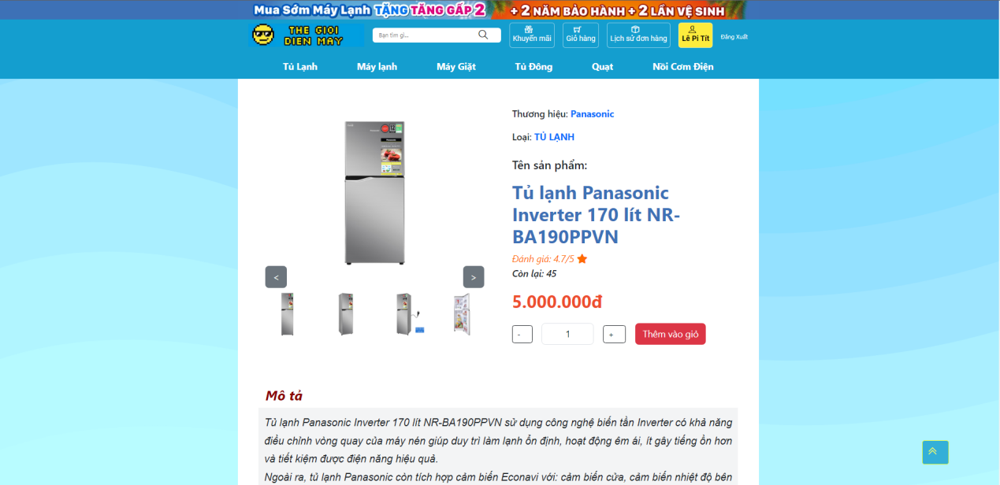 Mua Sớm Máy Lạnh TẶNG TĂNG GẤP 2 + 2 NĂM BẢO HÀNH + 2 LẦN VỆ SINH
THE GIOI
DIEN MAY
Bạn tìm gì...
Khuyến mãi
Giỏ hàng
Lịch sử đơn hàng
Lê Pi Tít
Đăng Xuất
Tủ Lạnh Máy lạnh Máy Giặt Tủ Đông Quạt Nồi Cơm Điện
Thương hiệu: Panasonic
Loại: TỦ LẠNH
Tên sản phẩm:
Tủ lạnh Panasonic
Inverter 170 lít NR-
BA190PPVN
Đánh giá: 4.7/5
Còn lại: 45
5.000.000đ
< >
- 1 + Thêm vào giỏ
Mô tả
Tủ lạnh Panasonic Inverter 170 lít NR-BA190PPVN sử dụng công nghệ biến tần Inverter có khả năng
điều chỉnh vòng quay của máy nén giúp duy trì làm lạnh ổn định, hoạt động êm ái, ít gây tiếng ồn hơn
và tiết kiệm được điện năng hiệu quả.
Ngoài ra, tủ lạnh Panasonic còn tích hợp cảm biến Econavi với: cảm biến cửa, cảm biến nhiệt độ bên